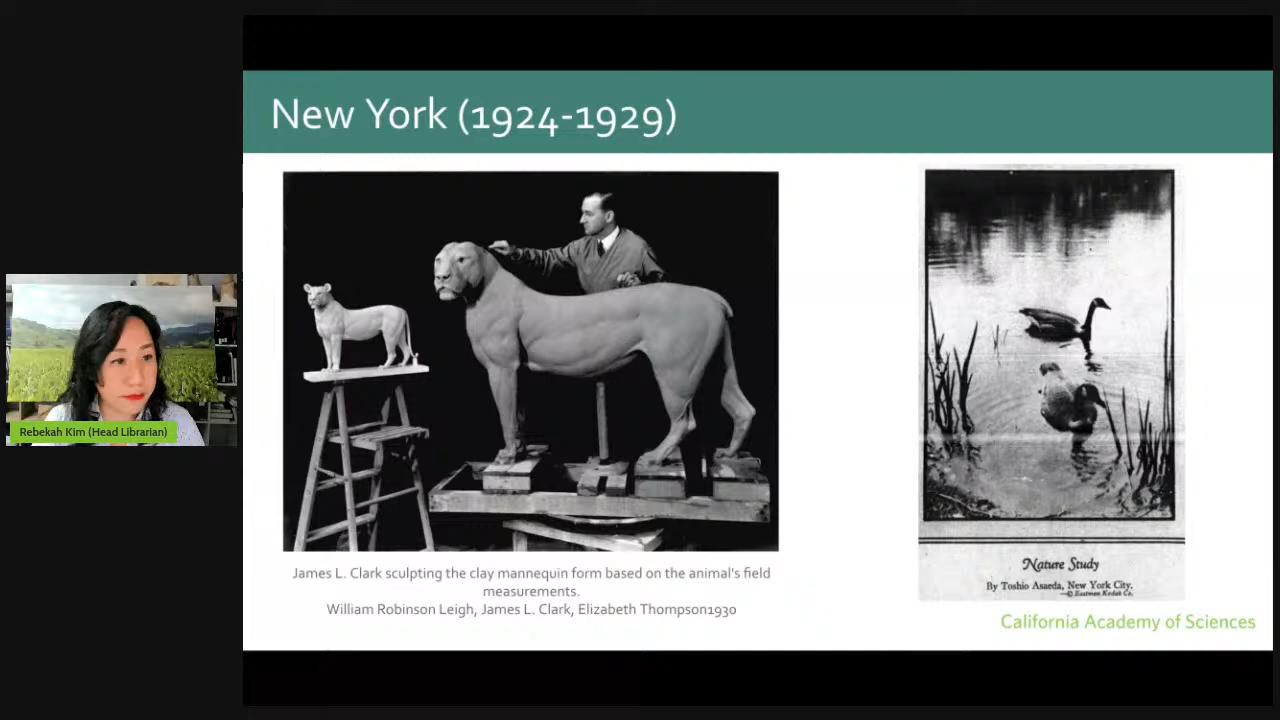 New York (1924-1929)
Rebekah Kim (Head Librarian)
James L. Clark sculpting the clay mannequin form based on the animal's field
measurements.
William Robinson Leigh, James L. Clark, Elizabeth Thompson1930
Nature Study
By Toshio Asaeda, New York City.
—© Eastman Kodak Co.
California Academy of Sciences